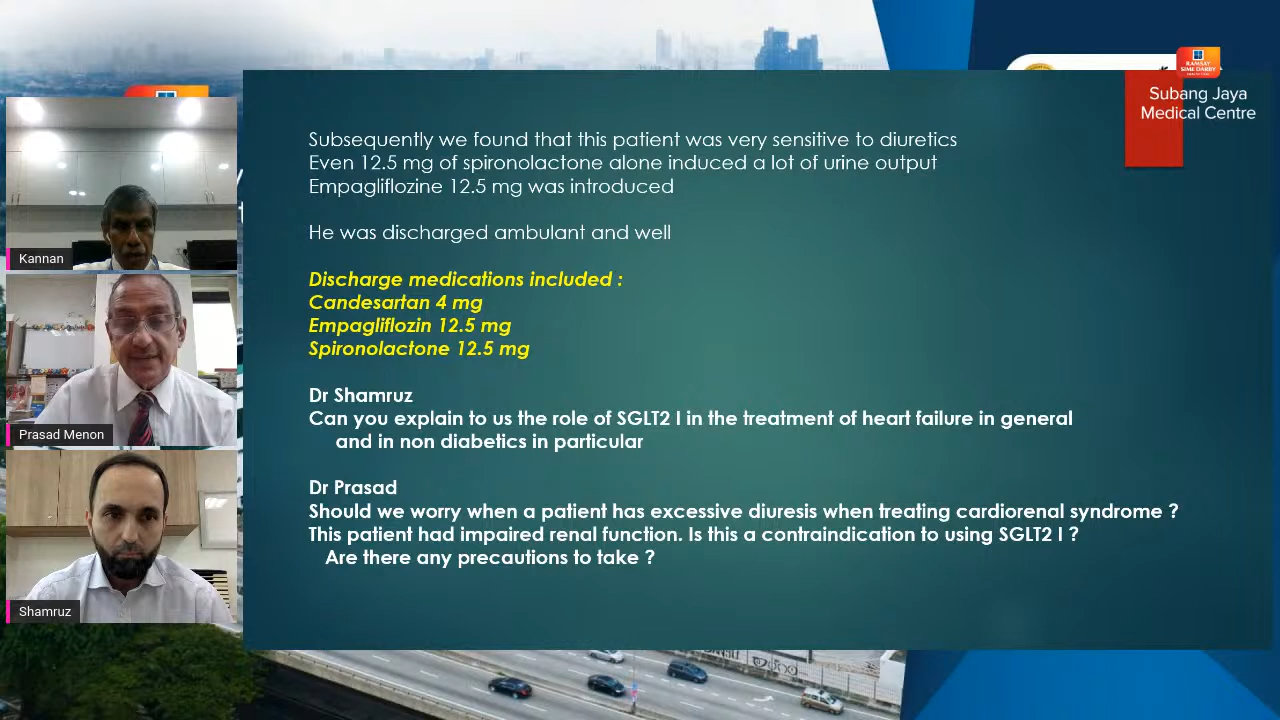 RAMSAY
SIME DARBY
Subang Jaya
Medical Centre
Subsequently we found that this patient was very sensitive to diuretics
Even 12.5 mg of spironolactone alone induced a lot of urine output
Empagliflozine 12.5 mg was introduced
He was discharged ambulant and well
Discharge medications included :
Candesartan 4 mg
Empagliflozin 12.5 mg
Spironolactone 12.5 mg
Dr Shamruz
Can you explain to us the role of SGLT2 I in the treatment of heart failure in general
and in non diabetics in particular
Dr Prasad
Should we worry when a patient has excessive diuresis when treating cardiorenal syndrome ?
This patient had impaired renal function. Is this a contraindication to using SGLT2 I ?
Are there any precautions to take ?
Kannan
Prasad Menon
Shamruz